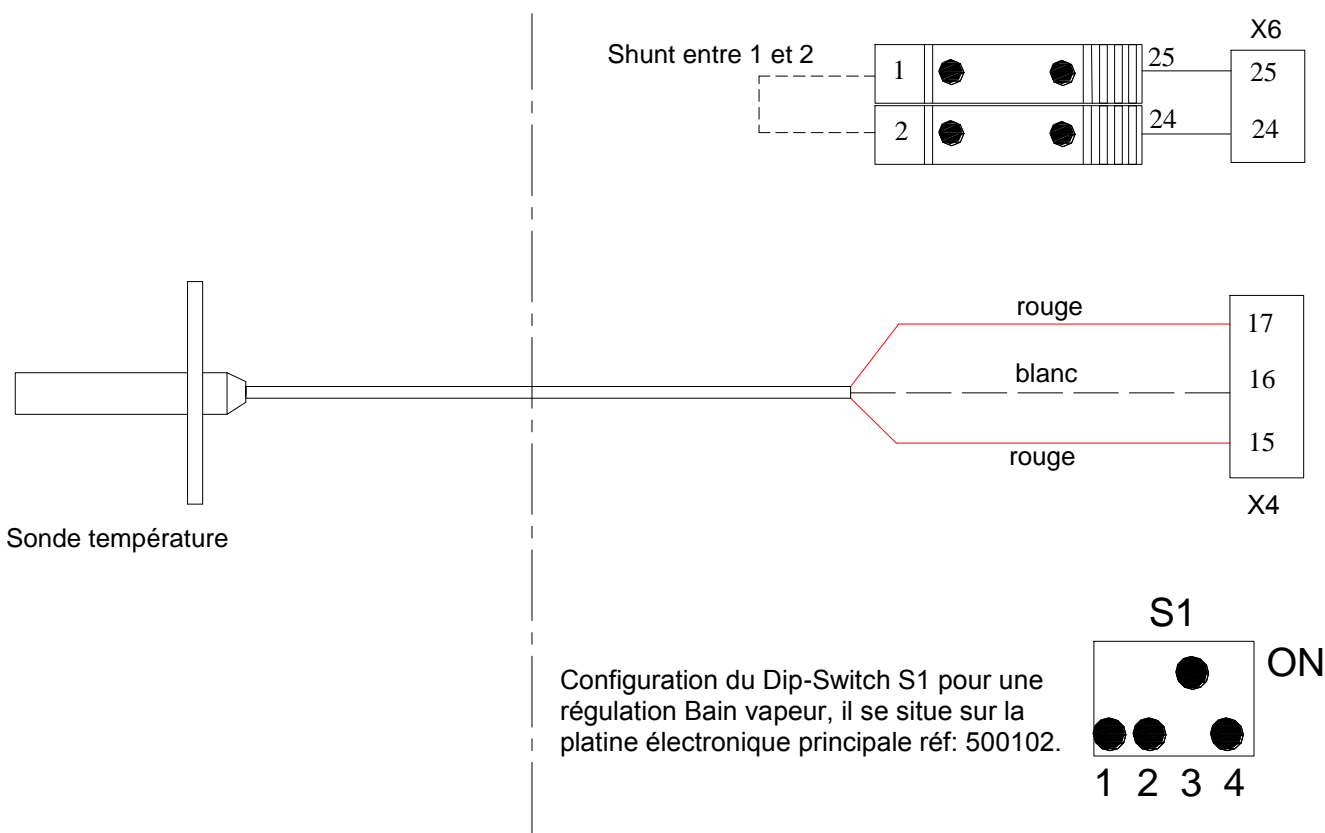 X6
Shunt entre 1 et 2
1
25
25
2
24
24
rouge
17
blanc
16
rouge
15
X4
Sonde température
S1
ON
Configuration du Dip-Switch S1 pour une
régulation Bain vapeur, il se situe sur la
platine électronique principale réf: 500102.
1 2 3 4